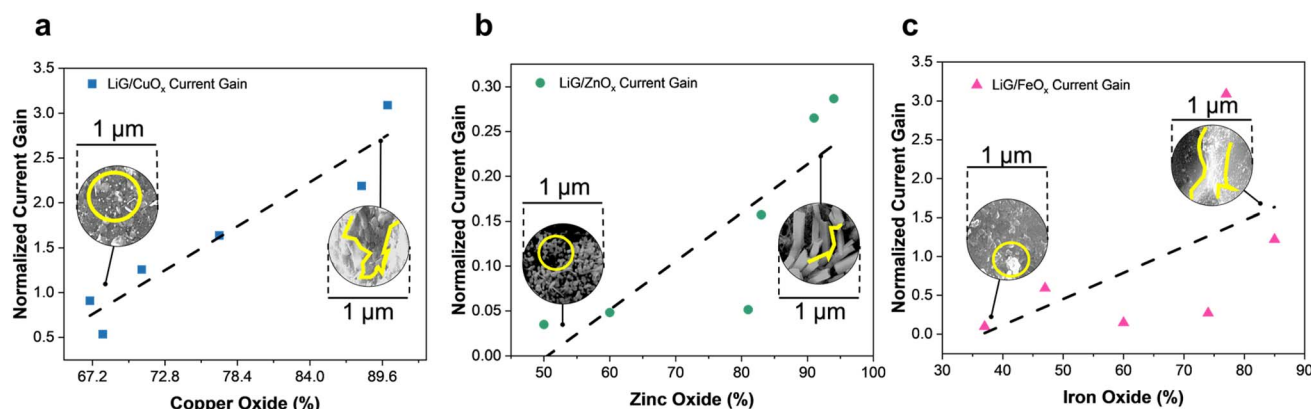 a
Normalized Current Gain
3.5
3.0
2.5
2.0
1.5
1.0
0.5
LiG/CuOx Current Gain
1 µm
1 µm
67.2 72.8 78.4 84.0 89.6
Copper Oxide (%)
b
Normalized Current Gain
0.30
0.25
0.20
0.15
0.10
0.05
0.00
LiG/ZnOx Current Gain
1 µm
1 µm
50 60 70 80 90 100
Zinc Oxide (%)
c
Normalized Current Gain
3.5
3.0
2.5
2.0
1.5
1.0
0.5
0.0
LiG/FeOx Current Gain
1 µm
1 µm
30 40 50 60 70 80 90
Iron Oxide (%)